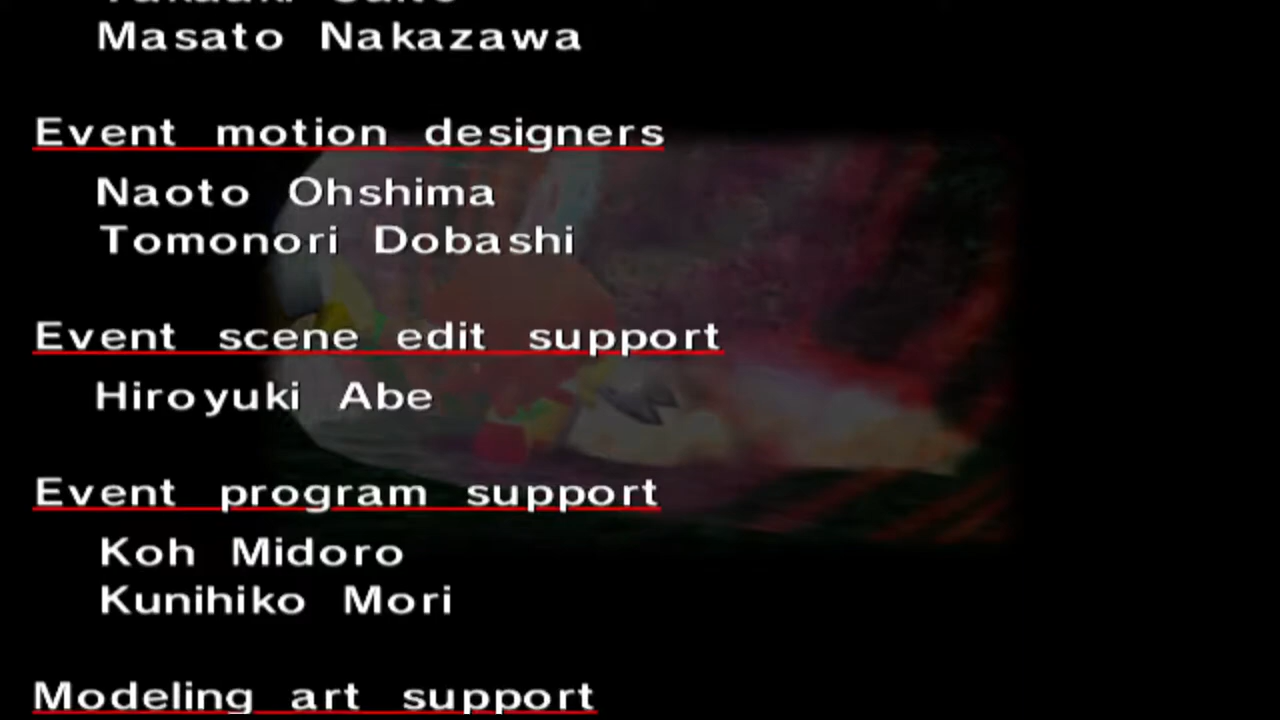 Masato Nakazawa
Event motion designers
Naoto Ohshima
Tomonori Dobashi
Event scene edit support
Hiroyuki Abe
Event program support
Koh Midoro
Kunihiko Mori
Modeling art support